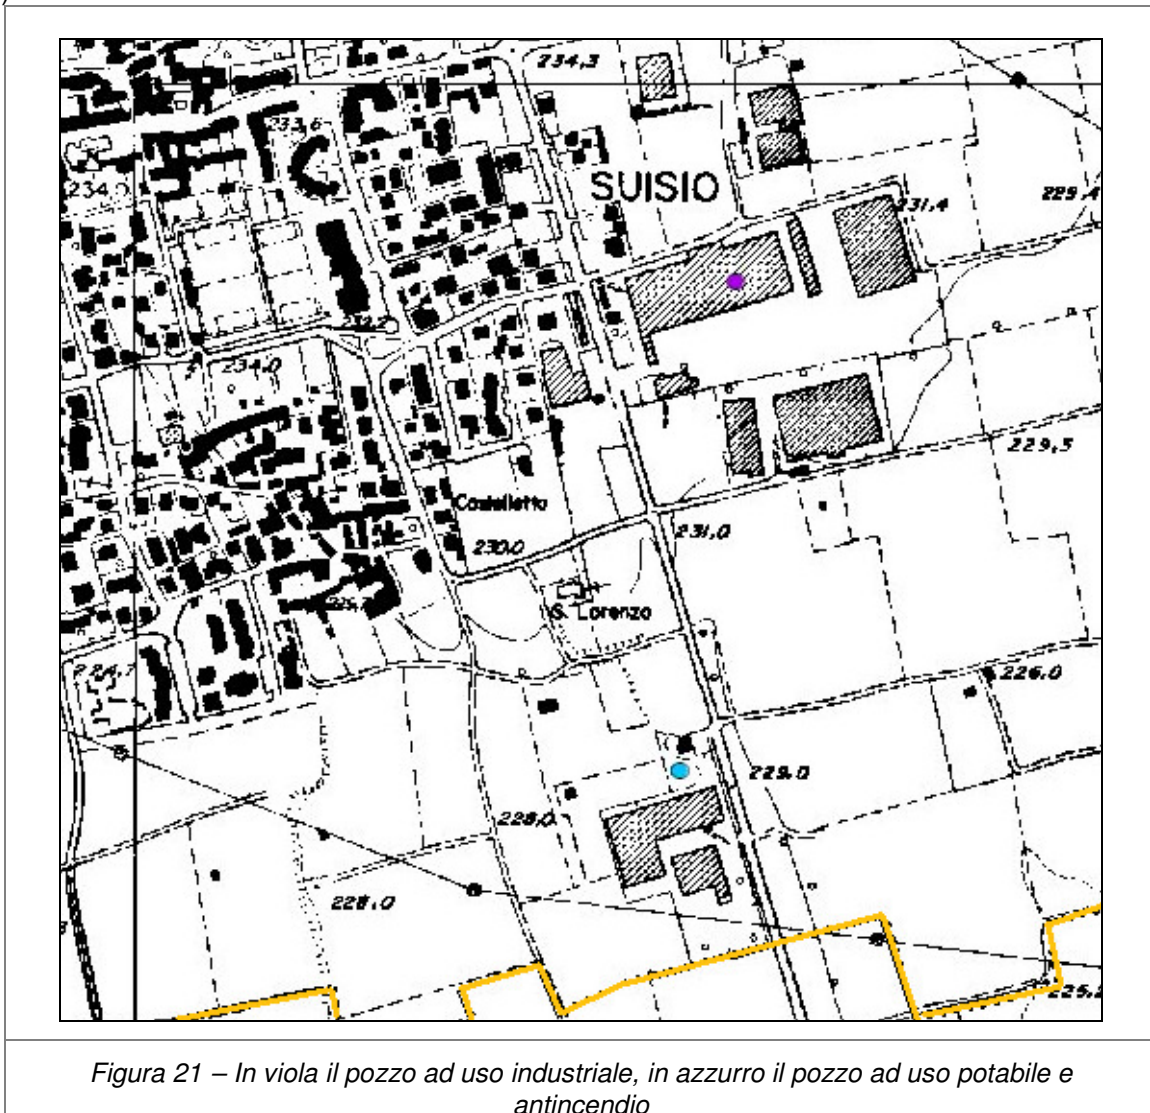 234,3
233,6
SUISIO
234.0
231,4
229,4
234,0
229,5
Castelletto
230,0
231,0
S. Lorenzo
226,0
229,0
228,0
228,0
Figura 21 – In viola il pozzo ad uso industriale, in azzurro il pozzo ad uso potabile e
antincendio